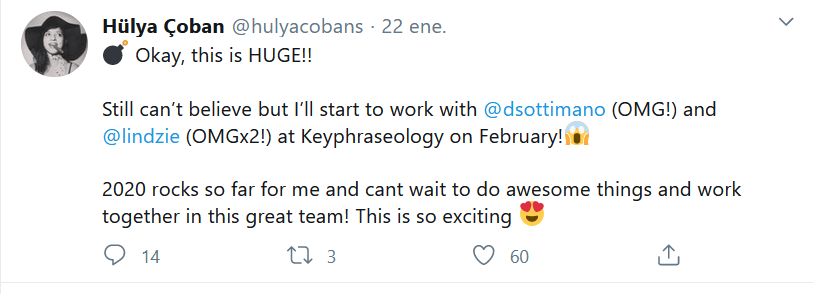 Hülya Çoban @hulyacobans · 22 ene.
💣 Okay, this is HUGE!!
Still can’t believe but I’ll start to work with @dsottimano (OMG!) and
@lindzie (OMGx2!) at Keyphraseology on February!😱
2020 rocks so far for me and cant wait to do awesome things and work
together in this great team! This is so exciting 😍
14 3 60